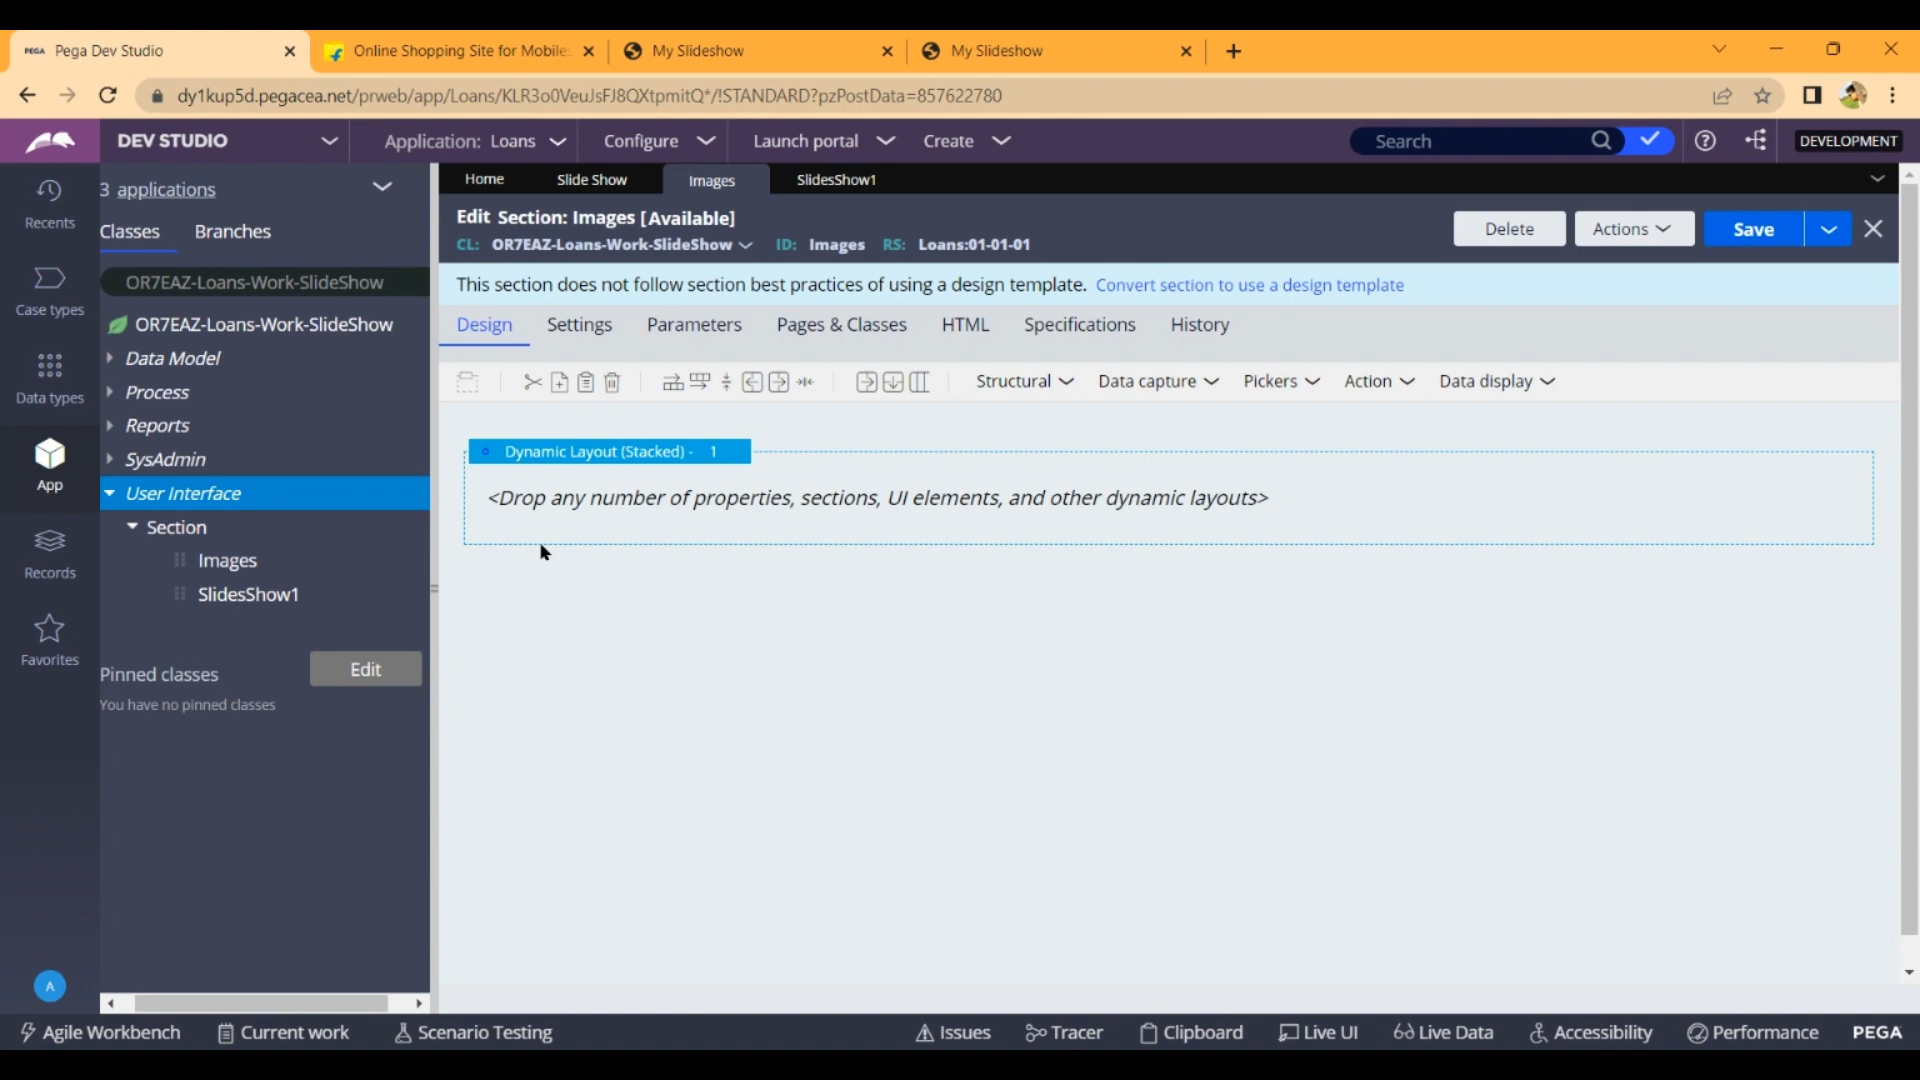 PEGA Pega Dev Studio
Online Shopping Site for Mobiles
My Slideshow
My Slideshow
dy1kup5d.pegacea.net/prweb/app/Loans/KLR3o0VeuJsFJ8QXtpmitQ*/!STANDARD?pzPostData=857622780
DEV STUDIO
Application: Loans
Configure
Launch portal
Create
Search
DEVELOPMENT
Recents
Case types
Data types
App
Records
Favorites
A
3 applications
Classes
Branches
OR7EAZ-Loans-Work-SlideShow
OR7EAZ-Loans-Work-SlideShow
Data Model
Process
Reports
SysAdmin
User Interface
Section
Images
SlidesShow1
Pinned classes
Edit
You have no pinned classes
Home
Slide Show
Images
SlidesShow1
Edit Section: Images [Available]
CL: OR7EAZ-Loans-Work-SlideShow ID: Images RS: Loans:01-01-01
Delete
Actions
Save
This section does not follow section best practices of using a design template. Convert section to use a design template
Design
Settings
Parameters
Pages & Classes
HTML
Specifications
History
Structural
Data capture
Pickers
Action
Data display
Dynamic Layout (Stacked) - 1
<Drop any number of properties, sections, UI elements, and other dynamic layouts>
Agile Workbench
Current work
Scenario Testing
Issues
Tracer
Clipboard
Live UI
Live Data
Accessibility
Performance
PEGA